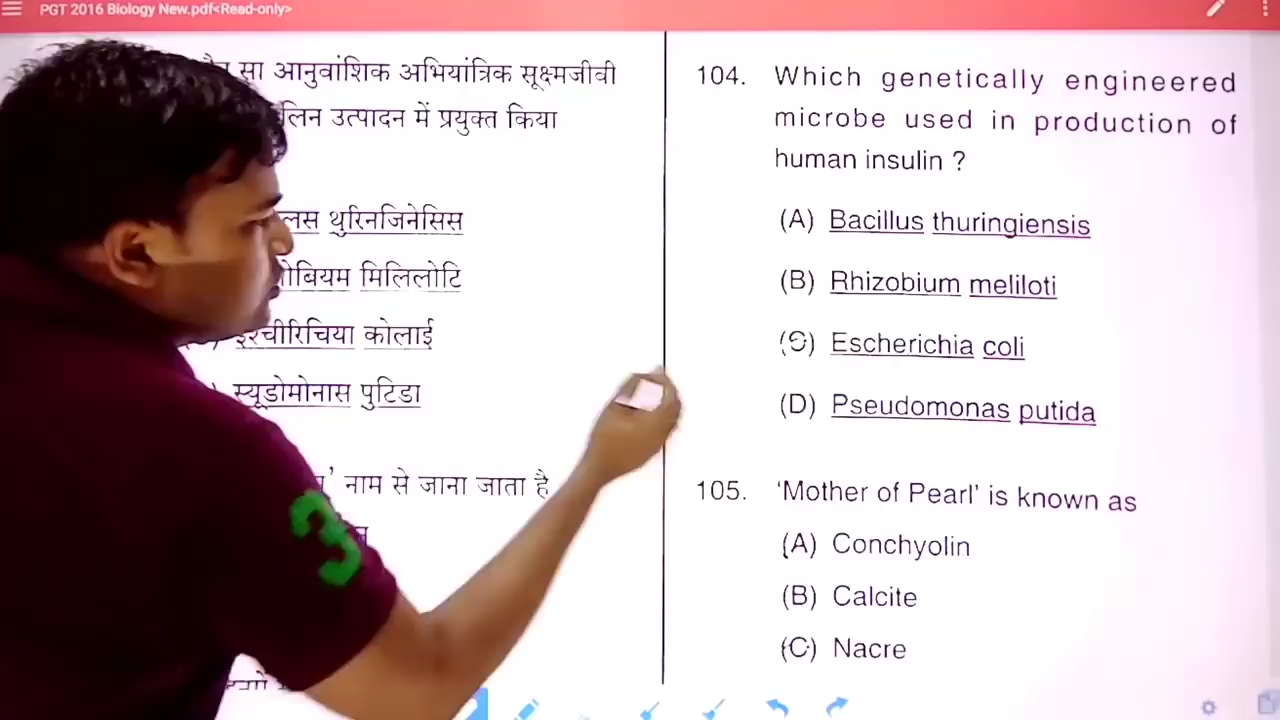 PGT 2016 Biology New.pdf<Read-only>
सा आनुवांशिक अभियांत्रिक सूक्ष्मजीवी
उत्पादन में प्रयुक्त किया
थुरिनजिनेसिस
मिलिलोटि
इश्चीरिचिया कोलाई
स्यूडोमोनास पुटिडा
नाम से जाना जाता है
3
104. Which genetically engineered
microbe used in production of
human insulin ?
(A) Bacillus thuringiensis
(B) Rhizobium meliloti
(C) Escherichia coli
(D) Pseudomonas putida
105. 'Mother of Pearl' is known as
(A) Conchyolin
(B) Calcite
(C) Nacre